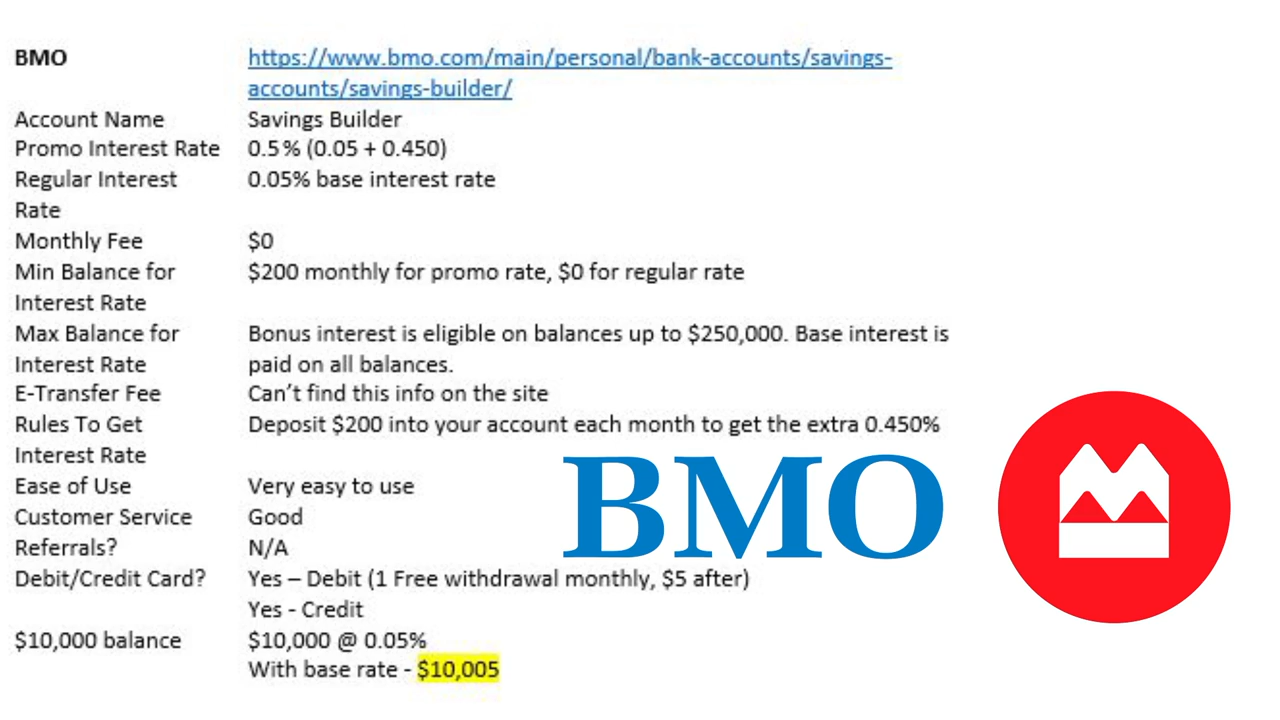 BMO https://www.bmo.com/main/personal/bank-accounts/savings-
accounts/savings-builder/
Account Name Savings Builder
Promo Interest Rate 0.5% (0.05 + 0.450)
Regular Interest 0.05% base interest rate
Rate
Monthly Fee $0
Min Balance for $200 monthly for promo rate, $0 for regular rate
Interest Rate
Max Balance for Bonus interest is eligible on balances up to $250,000. Base interest is
Interest Rate paid on all balances.
E-Transfer Fee Can’t find this info on the site
Rules To Get Deposit $200 into your account each month to get the extra 0.450%
Interest Rate
Ease of Use Very easy to use
Customer Service Good
Referrals? N/A
Debit/Credit Card? Yes – Debit (1 Free withdrawal monthly, $5 after)
Yes - Credit
$10,000 balance $10,000 @ 0.05%
With base rate - $10,005
BMO